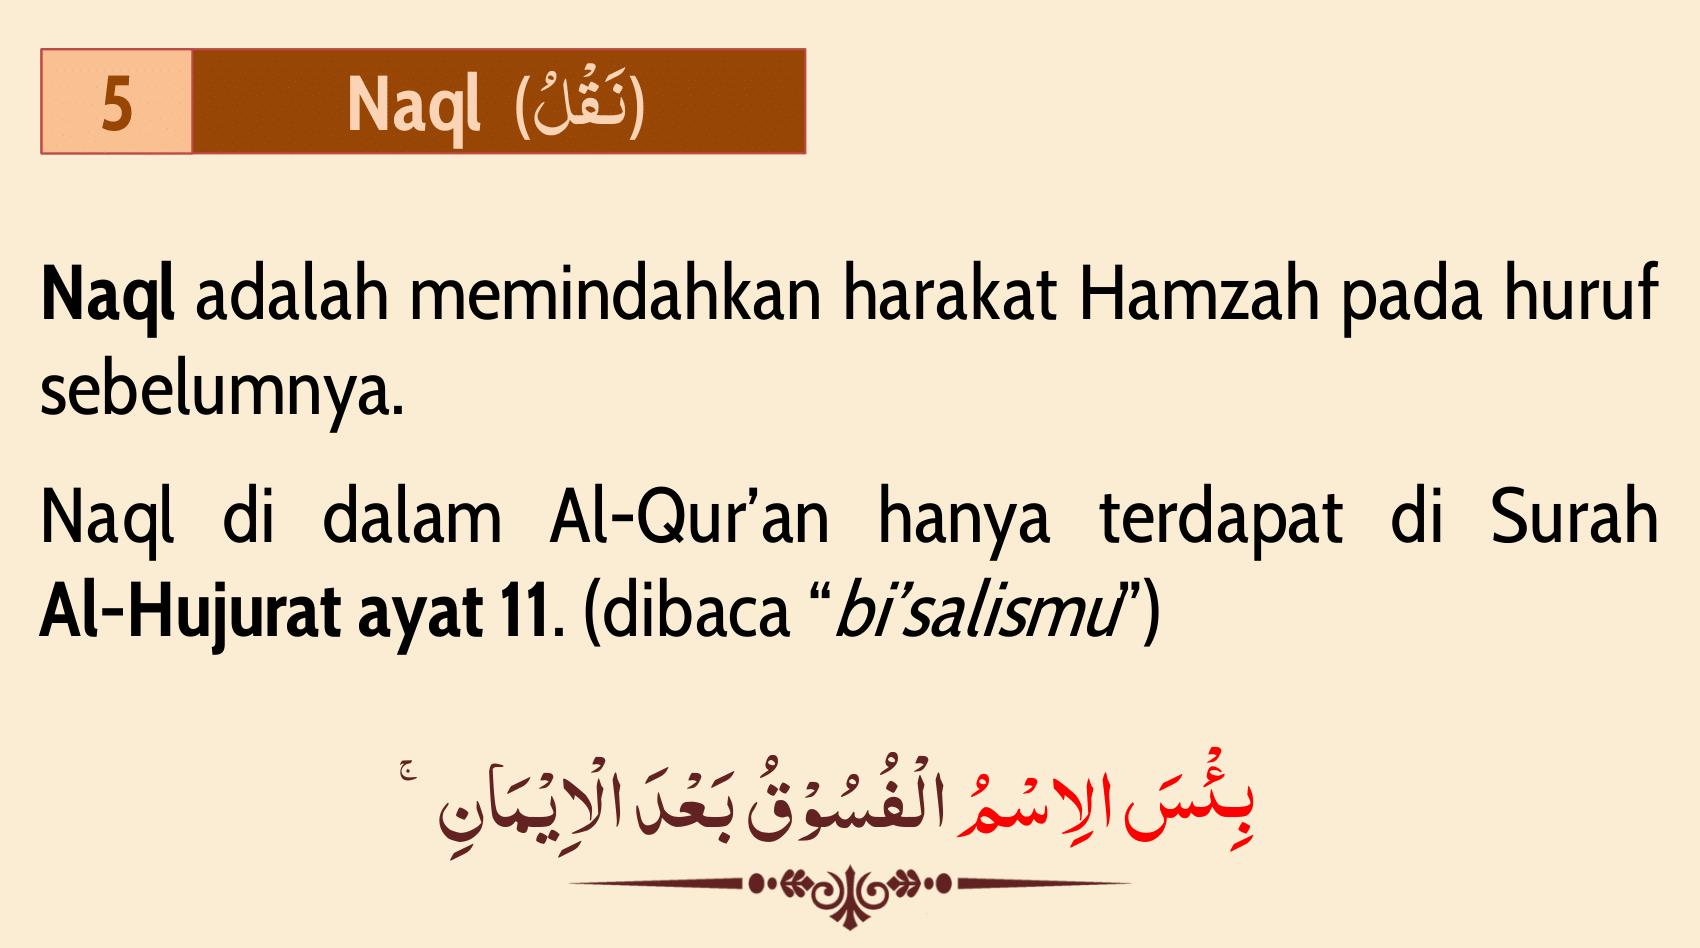 5 Naql (نَقْلُ)
Naql adalah memindahkan harakat Hamzah pada huruf
sebelumnya.
Naql di dalam Al-Qur’an hanya terdapat di Surah
Al-Hujurat ayat 11. (dibaca “bi’salismu”)
بِئْسَ الِاسْمُ الْفُسُوْقُ بَعْدَ الْاِيْمَانِ ۚ